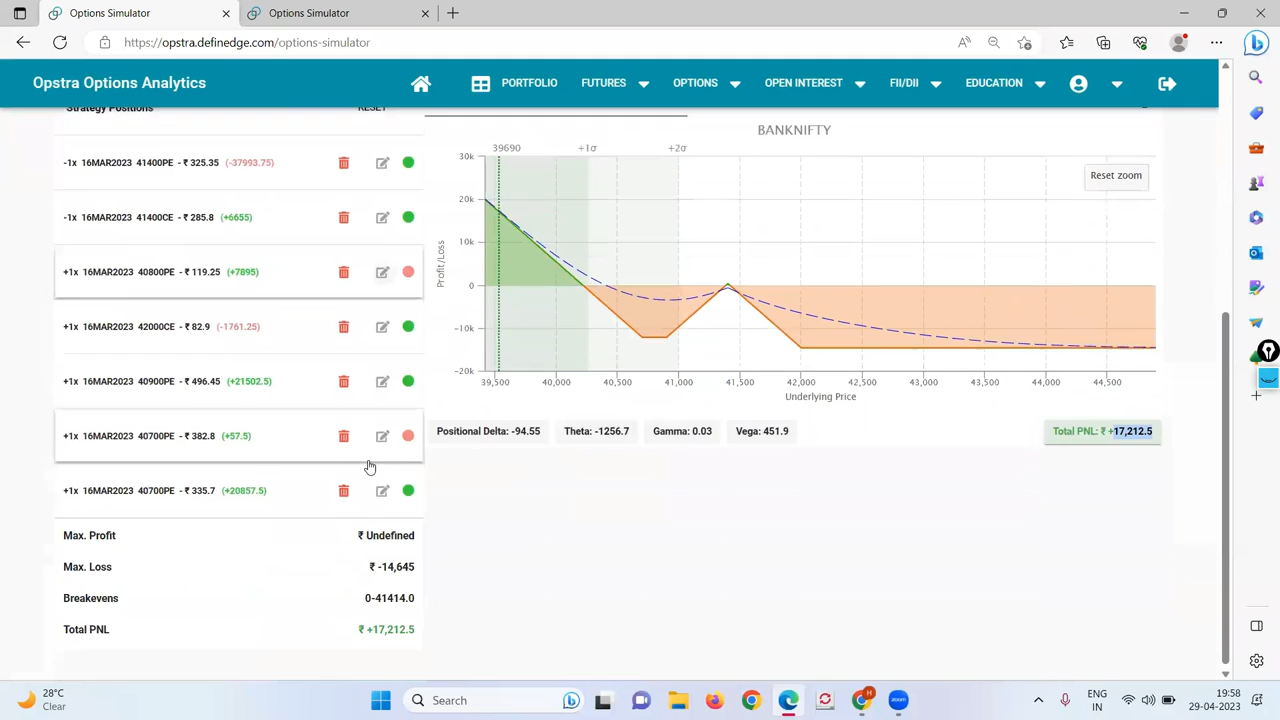 Options Simulator
Options Simulator
https://opstra.definedge.com/options-simulator
Opstra Options Analytics
PORTFOLIO
FUTURES
OPTIONS
OPEN INTEREST
FII/DII
EDUCATION
Strategy Positions
RESET
-1x 16MAR2023 41400PE - ₹ 325.35 (-37993.75)
-1x 16MAR2023 41400CE - ₹ 285.8 (+6655)
+1x 16MAR2023 40800PE - ₹ 119.25 (+7895)
+1x 16MAR2023 42000CE - ₹ 82.9 (-1761.25)
+1x 16MAR2023 40900PE - ₹ 496.45 (+21502.5)
+1x 16MAR2023 40700PE - ₹ 382.8 (+57.5)
+1x 16MAR2023 40700PE - ₹ 335.7 (+20857.5)
Max. Profit ₹ Undefined
Max. Loss ₹ -14,645
Breakevens 0-41414.0
Total PNL ₹ +17,212.5
BANKNIFTY
39690 +1σ +2σ
Reset zoom
30k
20k
10k
0
-10k
-20k
Profit/Loss
39,500 40,000 40,500 41,000 41,500 42,000 42,500 43,000 43,500 44,000 44,500
Underlying Price
Positional Delta: -94.55
Theta: -1256.7
Gamma: 0.03
Vega: 451.9
Total PNL: ₹ +17,212.5
28°C
Clear
Search
H
zoom
ENG
IN
19:58
29-04-2023